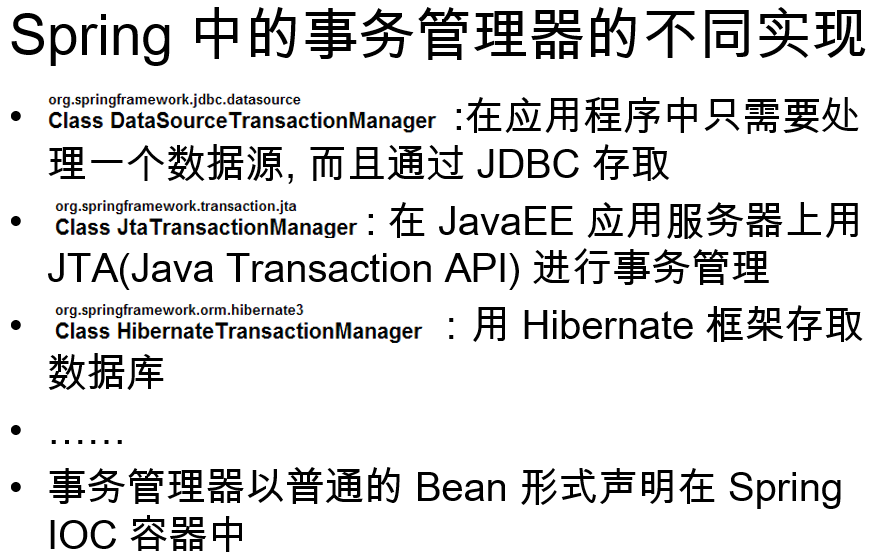 Spring 中的事务管理器的不同实现
org.springframework.jdbc.datasource
• Class DataSourceTransactionManager :在应用程序中只需要处
理一个数据源, 而且通过 JDBC 存取
org.springframework.transaction.jta
• Class JtaTransactionManager : 在 JavaEE 应用服务器上用
JTA(Java Transaction API) 进行事务管理
org.springframework.orm.hibernate3
• Class HibernateTransactionManager : 用 Hibernate 框架存取
数据库
• ……
• 事务管理器以普通的 Bean 形式声明在 Spring
IOC 容器中